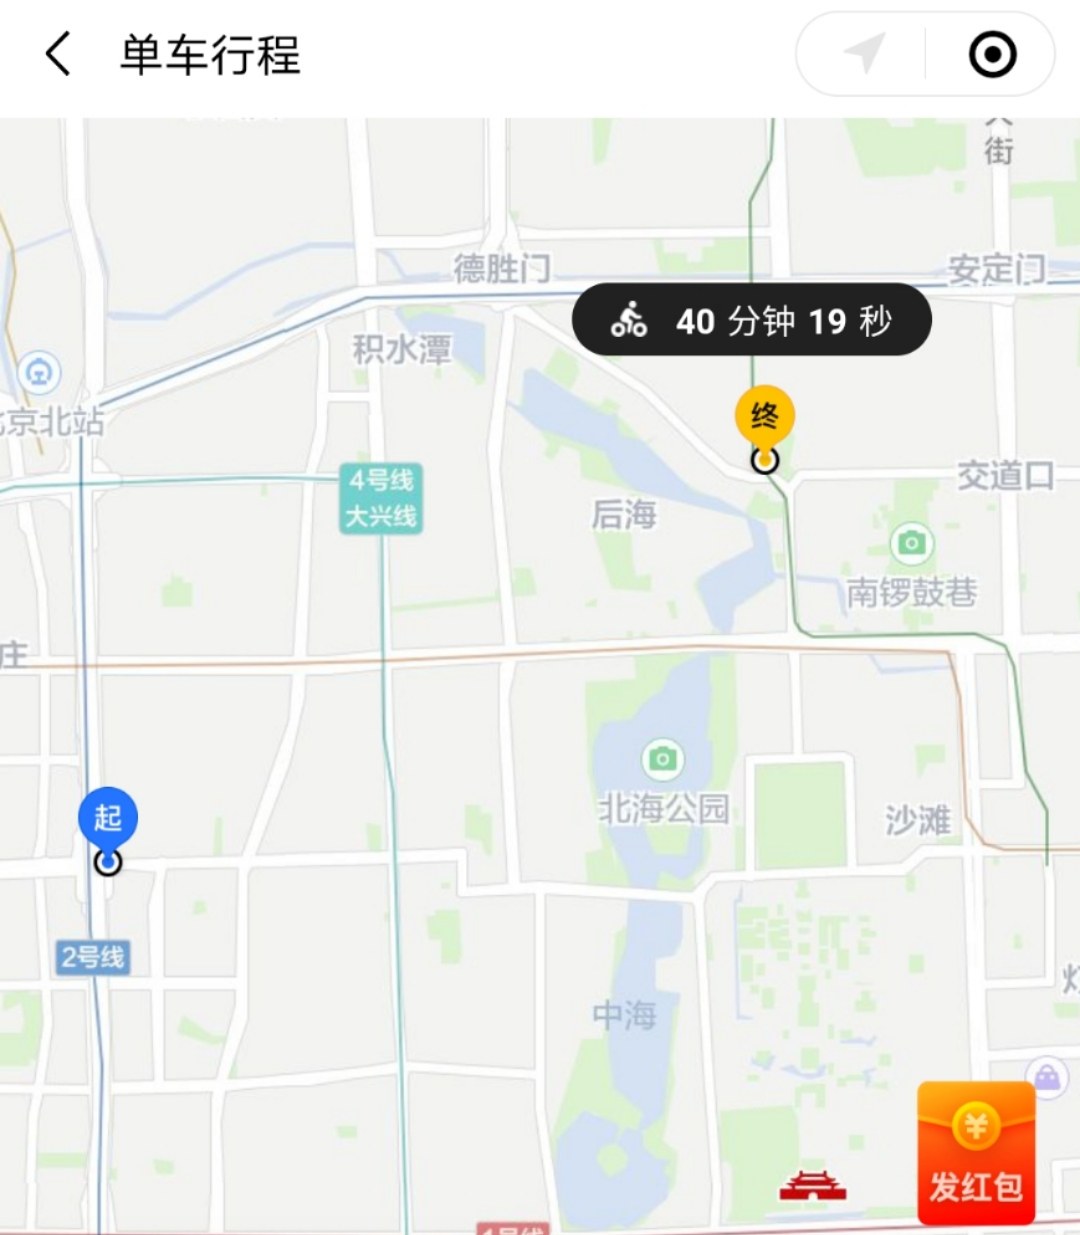 单车行程
街
德胜门
安定门
40 分钟 19 秒
积水潭
京北站
终
4号线
大兴线
交道口
后海
南锣鼓巷
庄
北海公园
起
沙滩
2号线
中海
¥
发红包